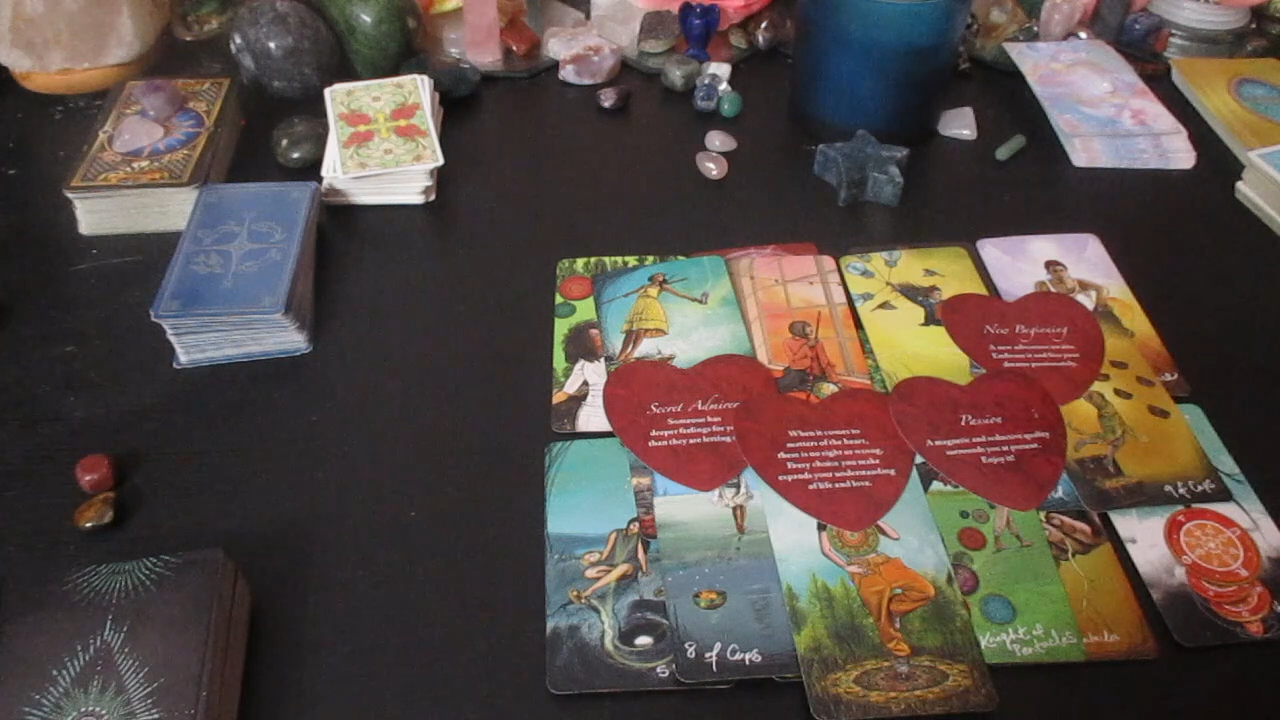 New Beginning
A new adventure awaits.
Embrace it and live your
dreams passionately.
Secret Admirer
Someone has
deeper feelings for
than they are letting
When it comes to
matters of the heart,
there is no right or wrong.
Every choice you make
expands your understanding
of life and love.
Passion
A magnetic and seductive quality
surrounds you at present.
Enjoy it!
9 of Cups
8 of Cups
Knight of
Pentacles